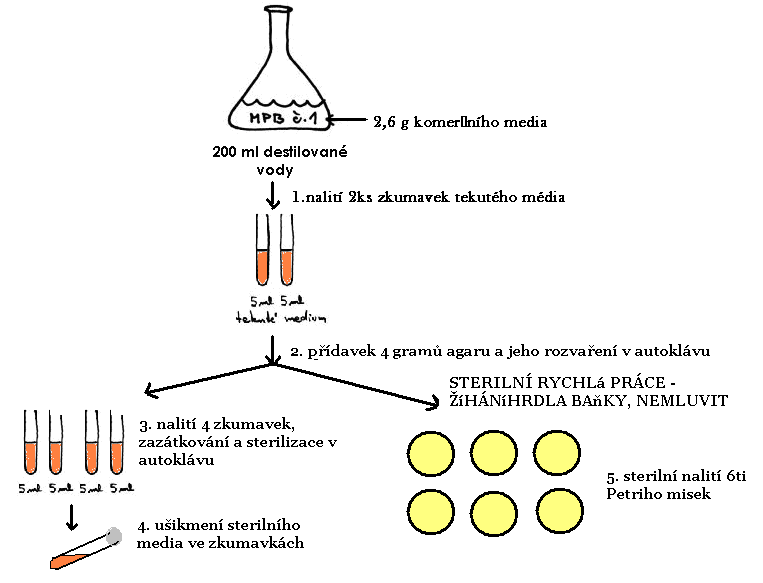 MPB č.1
2,6 g komerčního media
200 ml destilované
vody
1.nalití 2ks zkumavek tekutého média
5ml 5ml
tekuté medium
2. přídavek 4 gramů agaru a jeho rozvaření v autoklávu
STERILNÍ RYCHLá PRÁCE -
ŽíHÁNíHRDLA BAňKY, NEMLUVIT
3. nalití 4 zkumavek,
zazátkování a sterilizace v
autoklávu
5ml 5ml 5ml 5ml
5. sterilní nalití 6ti
Petriho misek
4. ušikmení sterilního
media ve zkumavkách